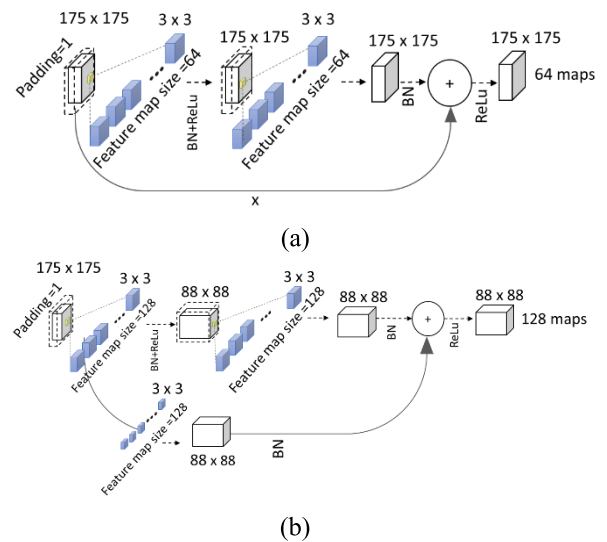 175 x 175
3 x 3
175 x 175
3 x 3
175 x 175
175 x 175
Padding=1
Feature map size =64
BN+ReLu
Feature map size =64
BN
+
ReLu
64 maps
x
(a)
175 x 175
3 x 3
88 x 88
3 x 3
88 x 88
88 x 88
Padding =1
Feature map size =128
BN+ReLu
Feature map size =128
BN
+
ReLu
128 maps
3 x 3
Feature map size =128
88 x 88
BN
(b)